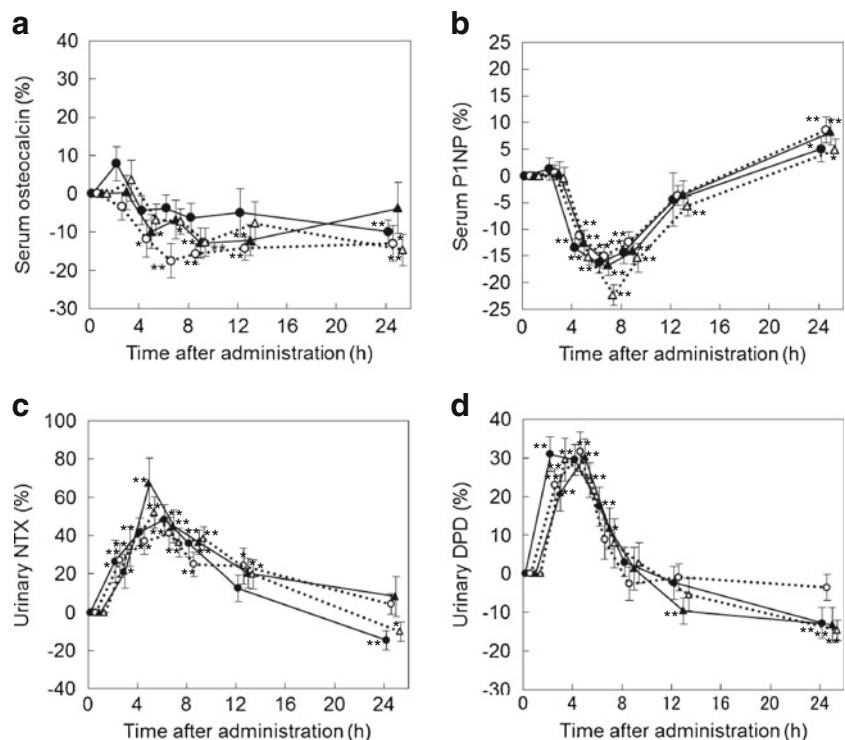 a
40
30
20
10
0
-10
-20
-30
Serum osteocalcin (%)
0 4 8 12 16 20 24
Time after administration (h)
b
25
20
15
10
5
0
-5
-10
-15
-20
-25
Serum P1NP (%)
0 4 8 12 16 20 24
Time after administration (h)
c
100
80
60
40
20
0
-20
-40
Urinary NTX (%)
0 4 8 12 16 20 24
Time after administration (h)
d
40
30
20
10
0
-10
-20
-30
Urinary DPD (%)
0 4 8 12 16 20 24
Time after administration (h)